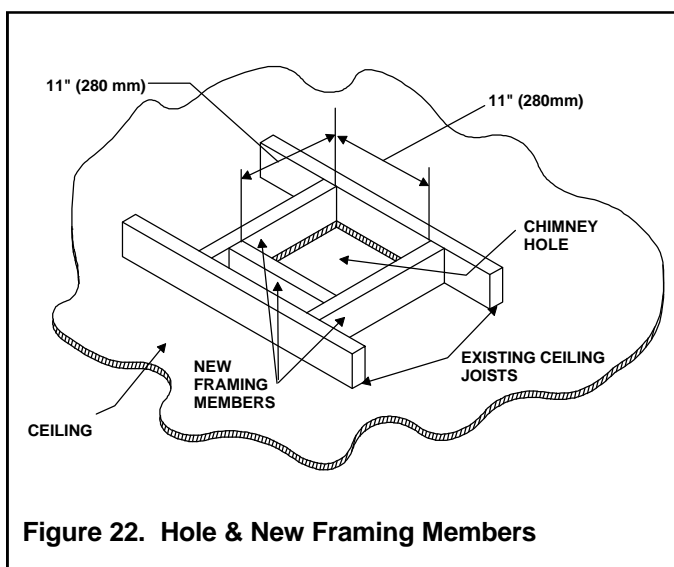 11" (280 mm)
11" (280mm)
CHIMNEY
HOLE
EXISTING CEILING
JOISTS
NEW
FRAMING
MEMBERS
CEILING
Figure 22. Hole & New Framing Members